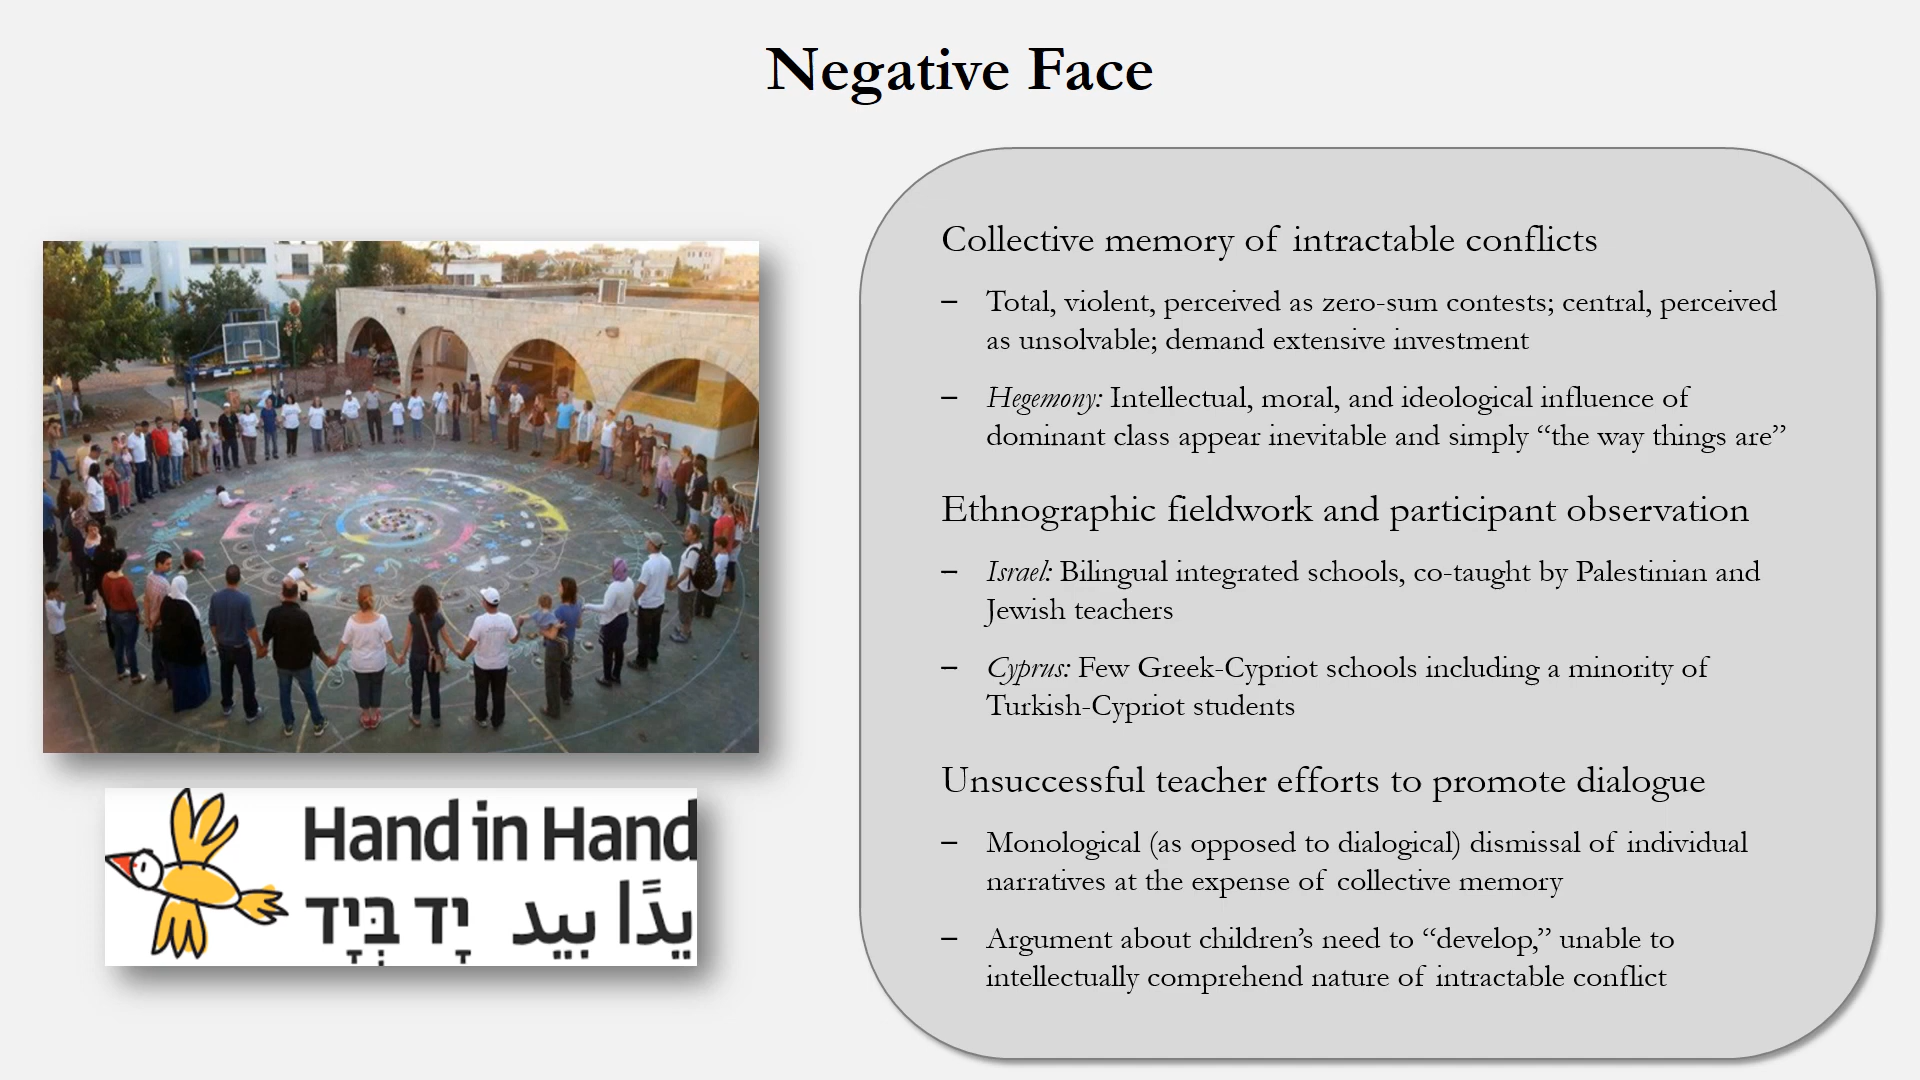 Negative Face
Hand in Hand
יָד בְּיָד يدًا بيد
Collective memory of intractable conflicts
– Total, violent, perceived as zero-sum contests; central, perceived
as unsolvable; demand extensive investment
– Hegemony: Intellectual, moral, and ideological influence of
dominant class appear inevitable and simply “the way things are”
Ethnographic fieldwork and participant observation
– Israel: Bilingual integrated schools, co-taught by Palestinian and
Jewish teachers
– Cyprus: Few Greek-Cypriot schools including a minority of
Turkish-Cypriot students
Unsuccessful teacher efforts to promote dialogue
– Monological (as opposed to dialogical) dismissal of individual
narratives at the expense of collective memory
– Argument about children’s need to “develop,” unable to
intellectually comprehend nature of intractable conflict